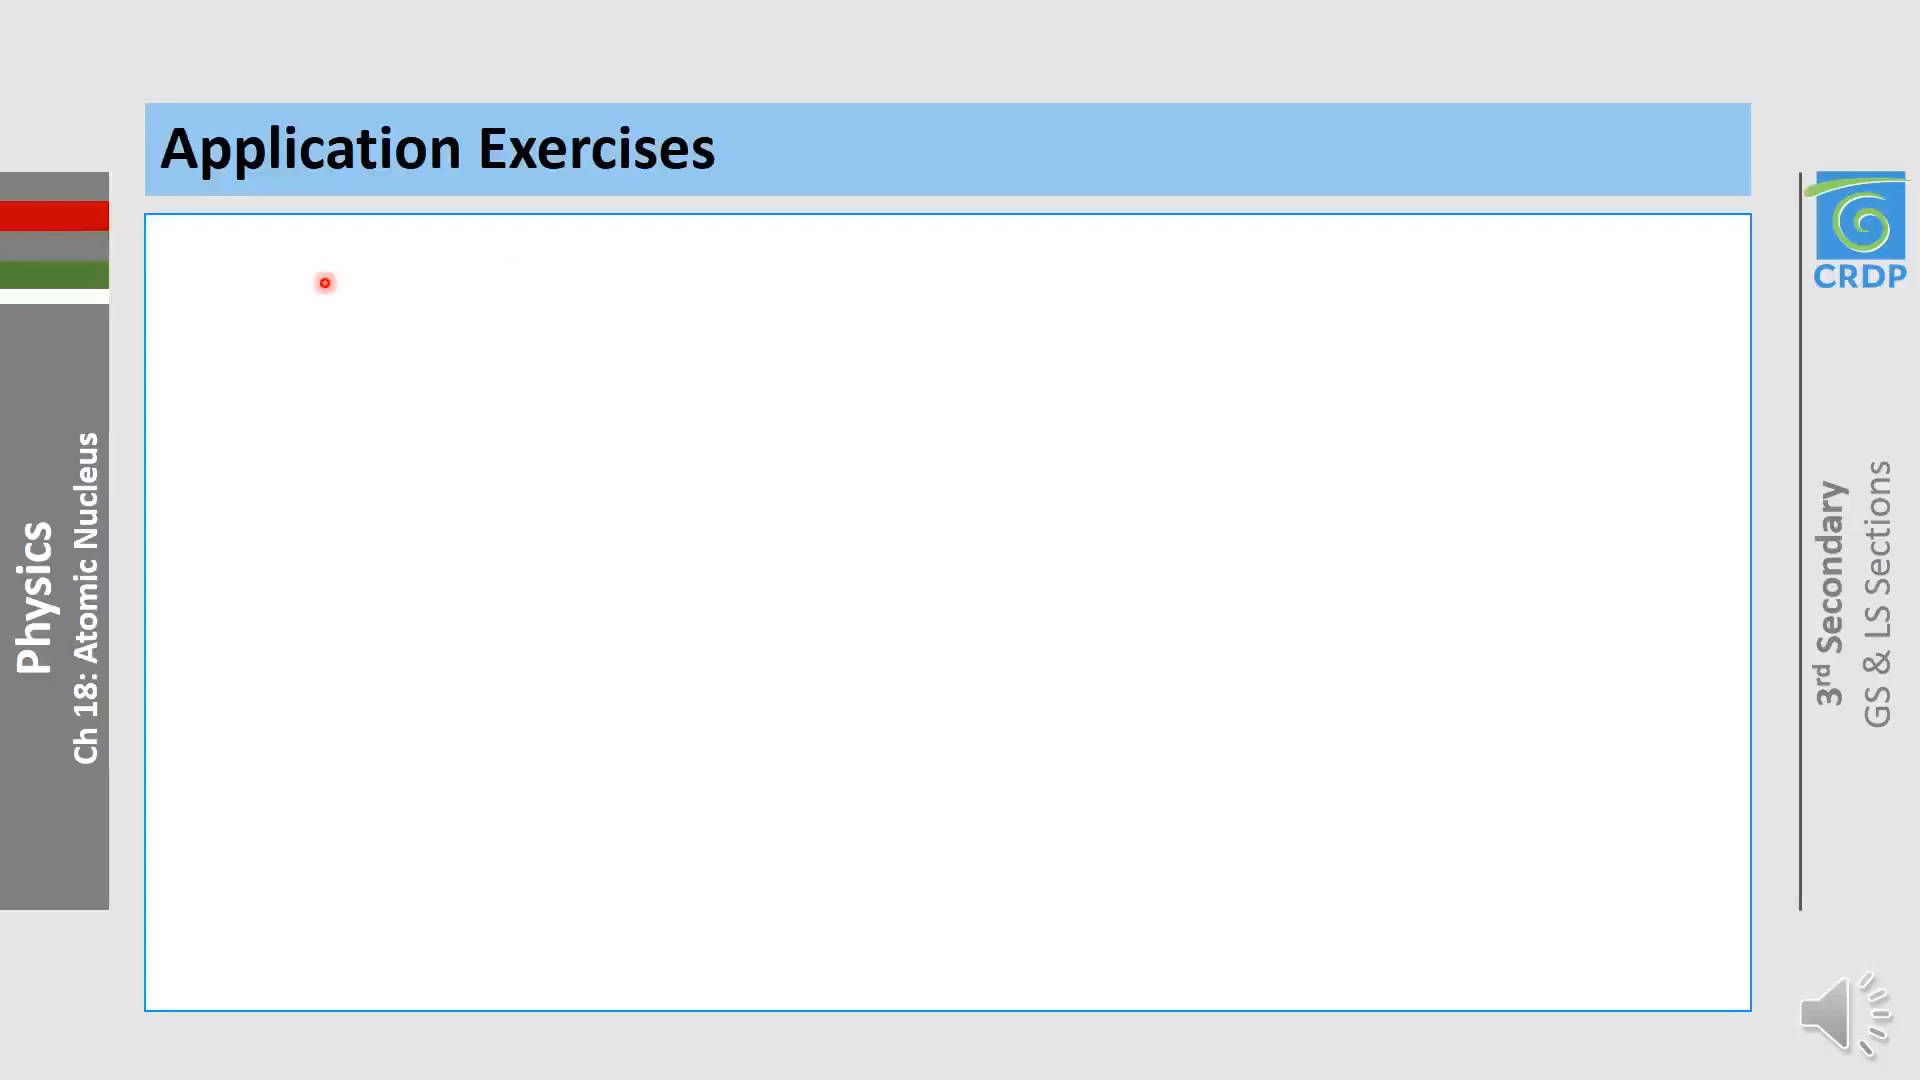 Application Exercises
Physics
Ch 18: Atomic Nucleus
CRDP
3rd Secondary
GS & LS Sections